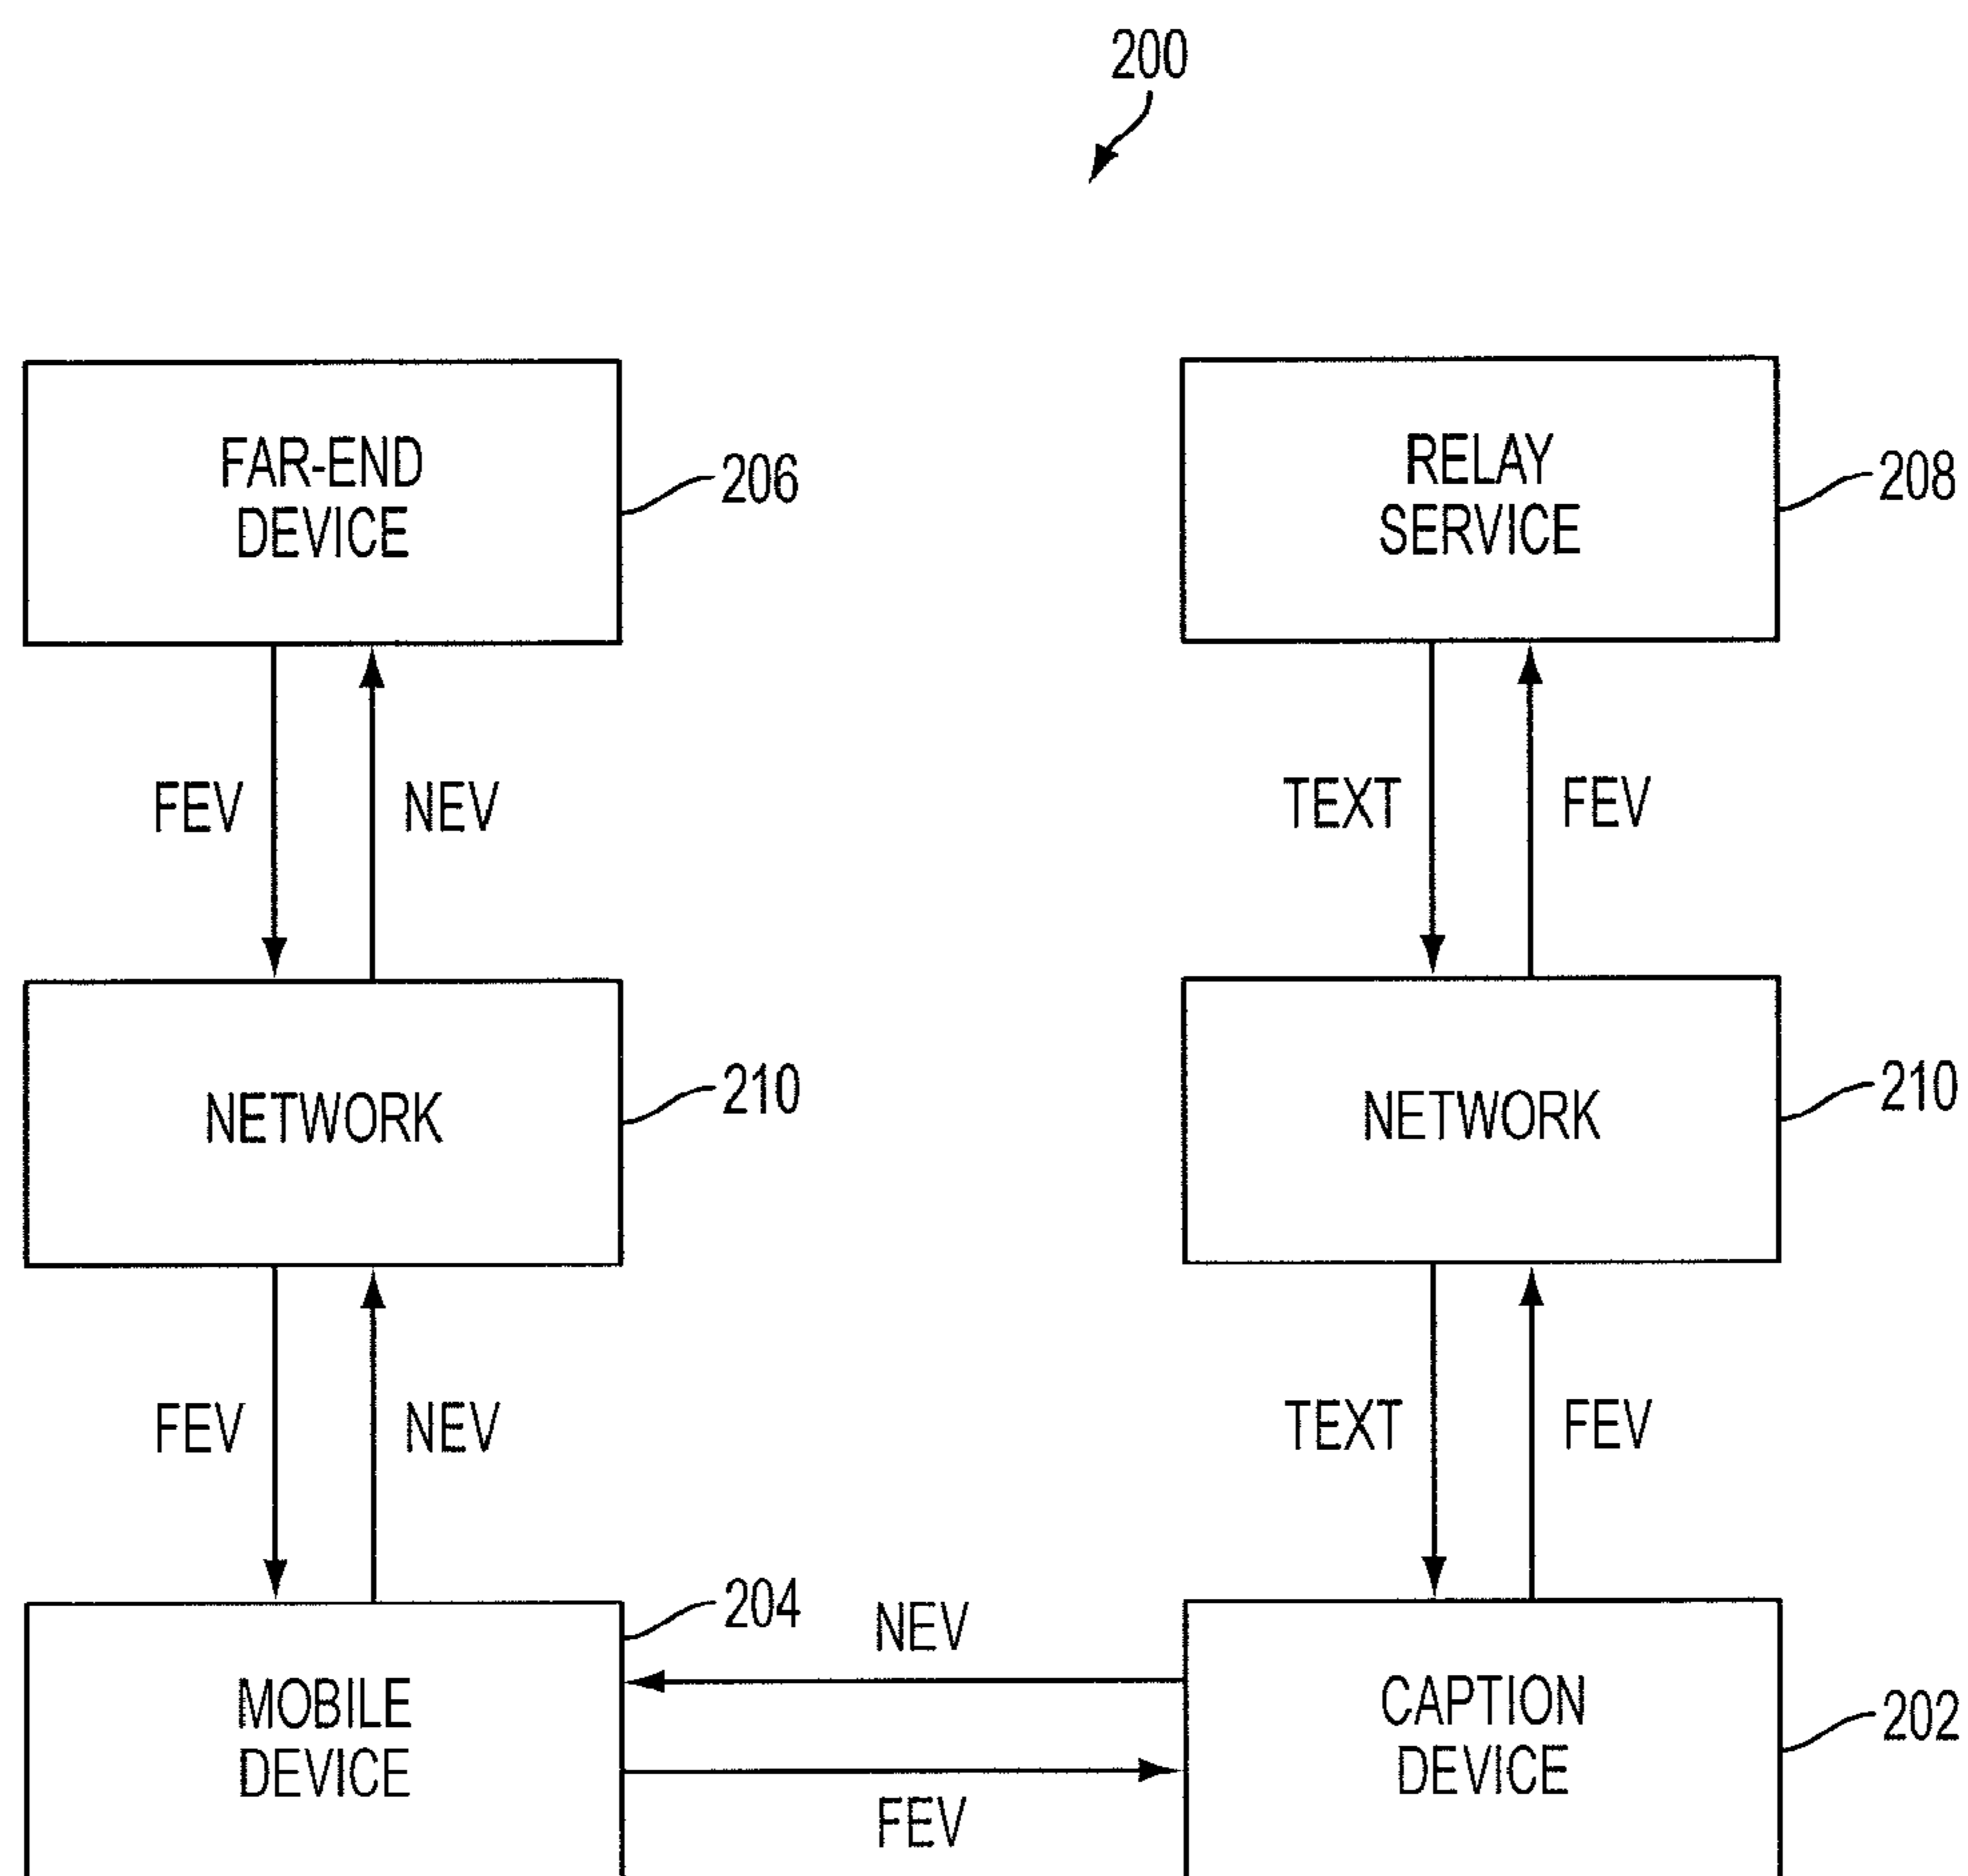 200
FAR-END
DEVICE
206
RELAY
SERVICE
208
FEV
NEV
TEXT
FEV
NETWORK
210
NETWORK
210
FEV
NEV
TEXT
FEV
MOBILE
DEVICE
204
NEV
FEV
CAPTION
DEVICE
202